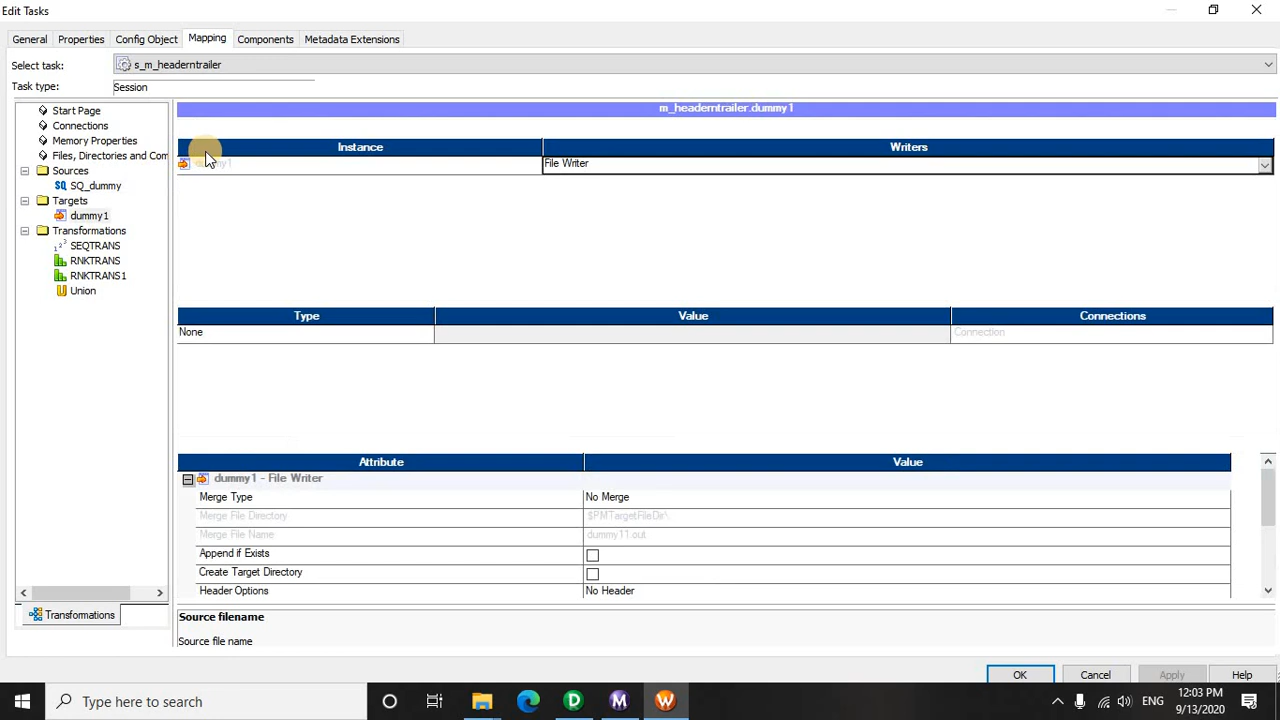 Edit Tasks
General Properties Config Object Mapping Components Metadata Extensions
Select task: s_m_headerntrailer
Task type: Session
Start Page
Connections
Memory Properties
Files, Directories and Com
Sources
SQ_dummy
Targets
dummy1
Transformations
SEQTRANS
RNKTRANS
RNKTRANS1
Union
Transformations
m_headerntrailer.dummy1
Instance Writers
dummy1 File Writer
Type Value Connections
None Connection
Attribute Value
dummy1 - File Writer
Merge Type No Merge
Merge File Directory $PMTargetFileDir\
Merge File Name dummy11.out
Append if Exists
Create Target Directory
Header Options No Header
Source filename
Source file name
OK Cancel Apply Help
Type here to search
ENG
12:03 PM
9/13/2020